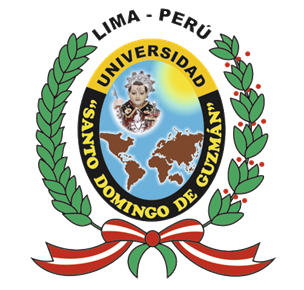 LIMA - PERÚ
UNIVERSIDAD
"SANTO DOMINGO DE GUZMÁN"